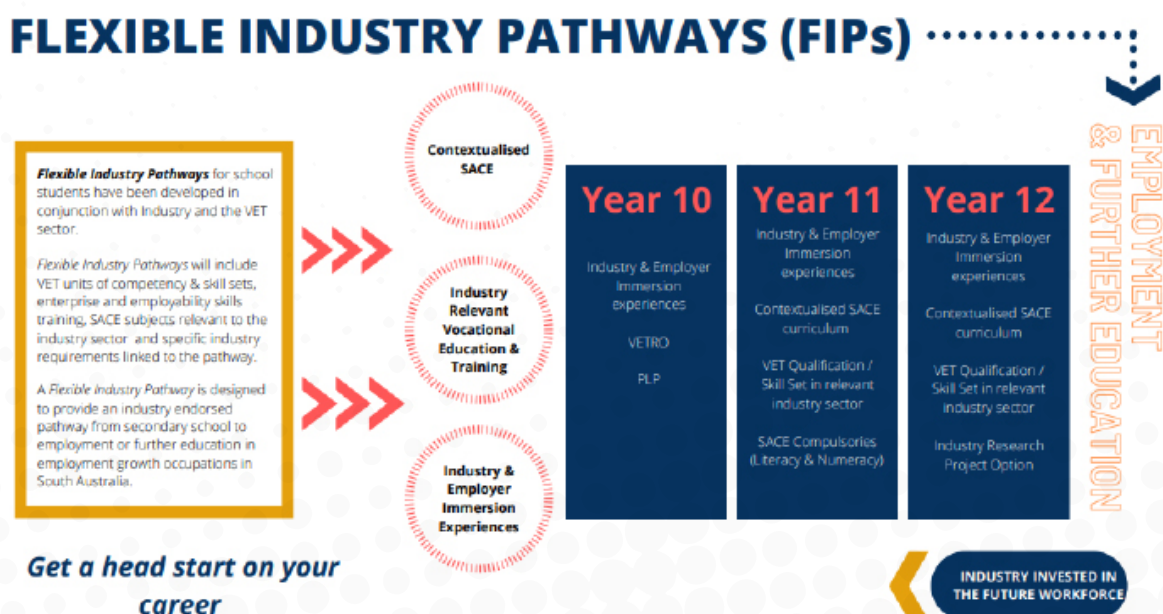 FLEXIBLE INDUSTRY PATHWAYS (FIPs)
Flexible Industry Pathways for school
students have been developed in
conjunction with Industry and the VET
sector.
Flexible Industry Pathways will include
VET units of competency & skill sets,
enterprise and employability skills
training, SACE subjects relevant to the
industry sector and specific industry
requirements linked to the pathway.
A Flexible Industry Pathway is designed
to provide an industry endorsed
pathway from secondary school to
employment or further education in
employment growth occupations in
South Australia.
Get a head start on your
career
Contextualised
SACE
Industry
Relevant
Vocational
Education &
Training
Industry &
Employer
Immersion
Experiences
Year 10
Industry & Employer
Immersion
experiences
VETRO
PLP
Year 11
Industry & Employer
Immersion
experiences
Contextualised SACE
curriculum
VET Qualification /
Skill Set in relevant
industry sector
SACE Compulsories
(Literacy & Numeracy)
Year 12
Industry & Employer
Immersion
experiences
Contextualised SACE
curriculum
VET Qualification /
Skill Set in relevant
industry sector
Industry Research
Project Option
EMPLOYMENT
& FURTHER EDUCATION
INDUSTRY INVESTED IN
THE FUTURE WORKFORCE